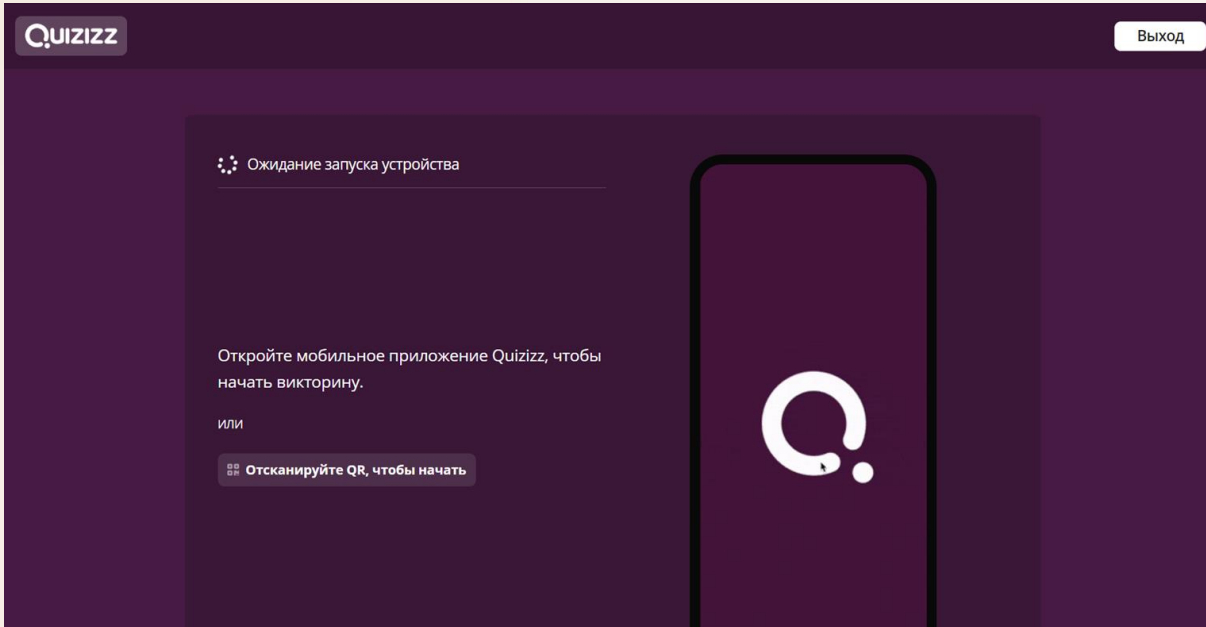 Quizizz
Выход
Ожидание запуска устройства
Откройте мобильное приложение Quizizz, чтобы
начать викторину.
или
Отсканируйте QR, чтобы начать